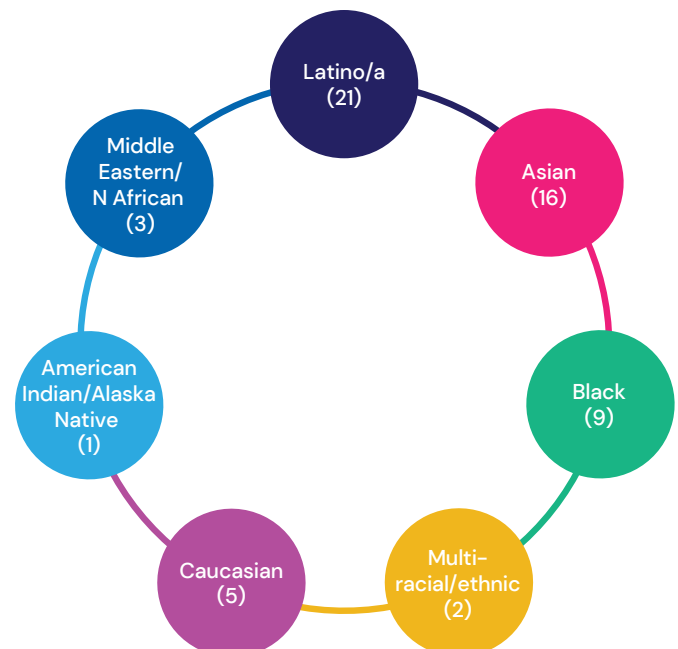 Latino/a
(21)
Asian
(16)
Black
(9)
Multi-
racial/ethnic
(2)
Caucasian
(5)
American
Indian/Alaska
Native
(1)
Middle
Eastern/
N African
(3)